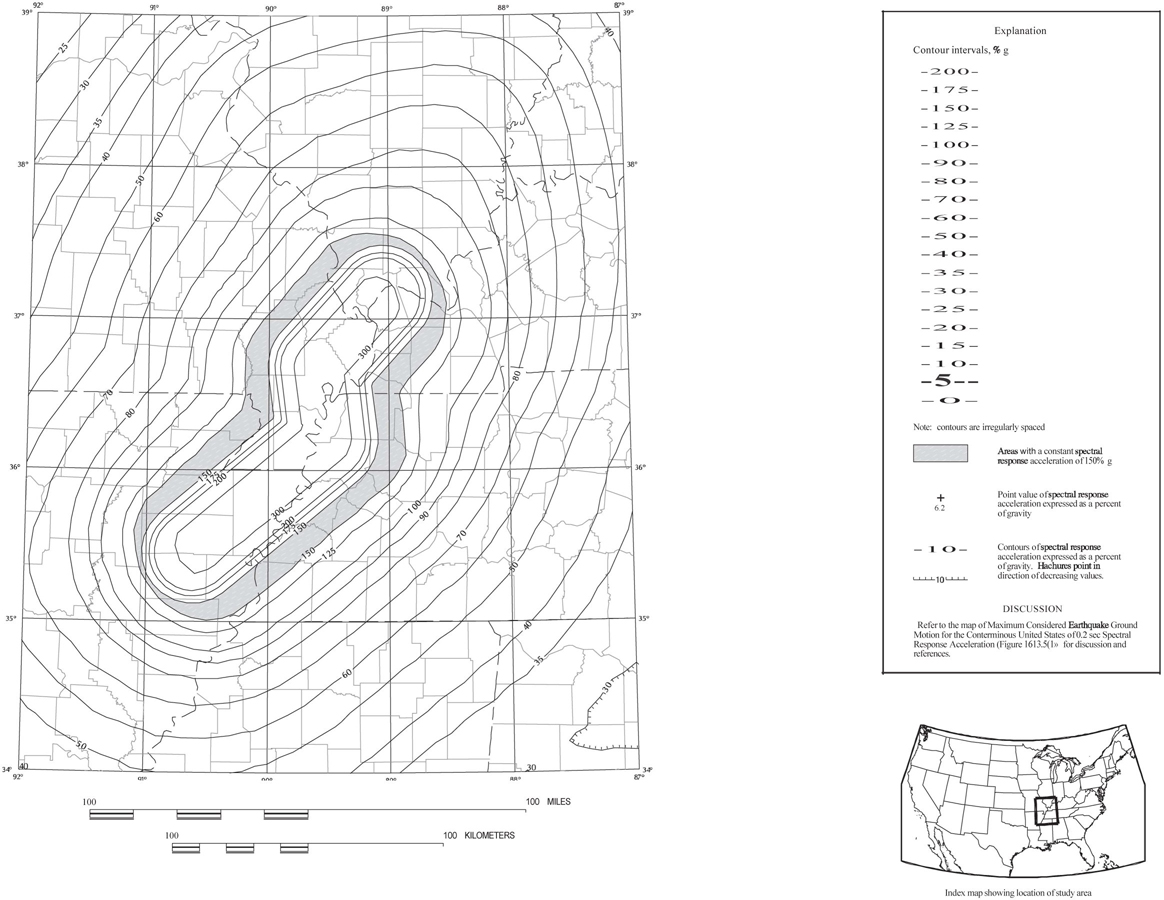 39° 92° 91° 90° 89° 88° 87° 39°
25
40
30
35
40
38° 38°
50
60
37° 37°
300
80
70
80
36° 36°
150
175
200
300
200
175
150
100
90
150 125
70
50
35° 35°
40
35
60
30
50
34° 40 30 34°
92° 91° 90° 89° 88° 87°
100 100 MILES
100 100 KILOMETERS
Explanation
Contour intervals, % g
-200-
-175-
-150-
-125-
-100-
-90-
-80-
-70-
-60-
-50-
-40-
-35-
-30-
-25-
-20-
-15-
-10-
-5--
-0-
Note: contours are irregularly spaced
Areas with a constant spectral
response acceleration of 150% g
+
6.2
Point value of spectral response
acceleration expressed as a percent
of gravity
-10-
Contours of spectral response
acceleration expressed as a percent
of gravity. Hachures point in
direction of decreasing values.
10
DISCUSSION
Refer to the map of Maximum Considered Earthquake Ground
Motion for the Conterminous United States of 0.2 sec Spectral
Response Acceleration (Figure 1613.5(1» for discussion and
references.
Index map showing location of study area